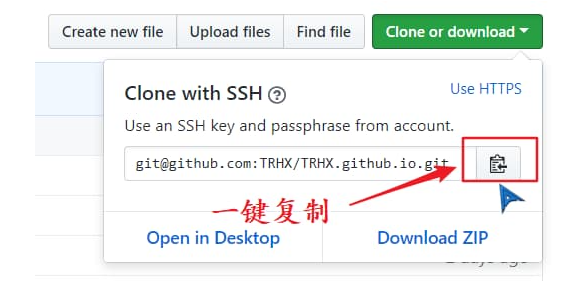 Create new file Upload files Find file Clone or download
Clone with SSH ?
Use HTTPS
Use an SSH key and passphrase from account.
git@github.com:TRHX/TRHX.github.io.git
一键复制
Open in Desktop Download ZIP